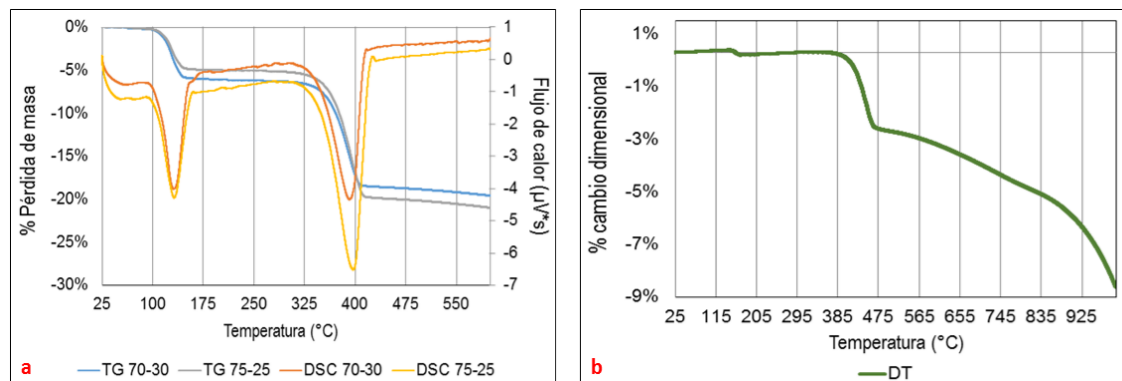 0%
-5%
-10%
-15%
-20%
-25%
-30%
% Pérdida de masa
1
0
-1
-2
-3
-4
-5
-6
-7
Flujo de calor (µV*s)
25 100 175 250 325 400 475 550
Temperatura (°C)
a
TG 70-30 TG 75-25 DSC 70-30 DSC 75-25
1%
-1%
-3%
-5%
-7%
-9%
% cambio dimensional
25 115 205 295 385 475 565 655 745 835 925
Temperatura (°C)
b
DT